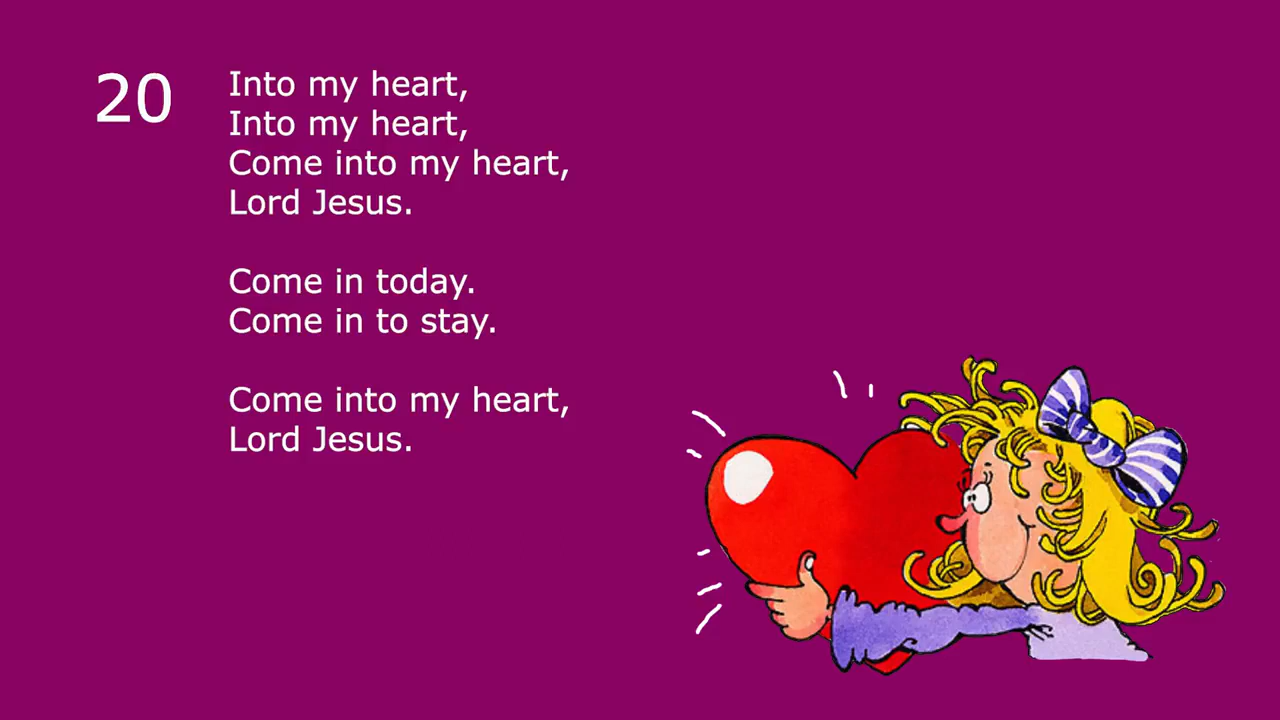 20
Into my heart,
Into my heart,
Come into my heart,
Lord Jesus.
Come in today.
Come in to stay.
Come into my heart,
Lord Jesus.